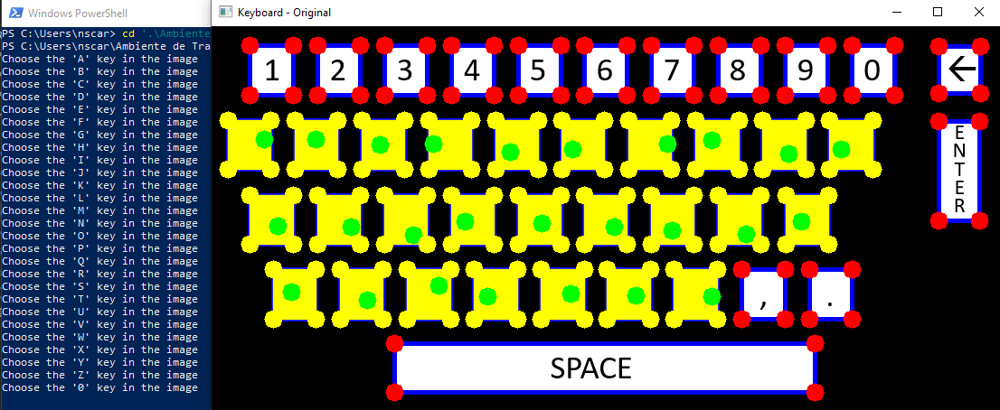 Windows PowerShell
PS C:\Users\nscar> cd '.\Ambiente
PS C:\Users\nscar\Ambiente de Tra
Choose the 'A' key in the image
Choose the 'B' key in the image
Choose the 'C' key in the image
Choose the 'D' key in the image
Choose the 'E' key in the image
Choose the 'F' key in the image
Choose the 'G' key in the image
Choose the 'H' key in the image
Choose the 'I' key in the image
Choose the 'J' key in the image
Choose the 'K' key in the image
Choose the 'L' key in the image
Choose the 'M' key in the image
Choose the 'N' key in the image
Choose the 'O' key in the image
Choose the 'P' key in the image
Choose the 'Q' key in the image
Choose the 'R' key in the image
Choose the 'S' key in the image
Choose the 'T' key in the image
Choose the 'U' key in the image
Choose the 'V' key in the image
Choose the 'W' key in the image
Choose the 'X' key in the image
Choose the 'Y' key in the image
Choose the 'Z' key in the image
Choose the '0' key in the image
Keyboard - Original
1 2 3 4 5 6 7 8 9 0 ←
ENTER
, .
SPACE